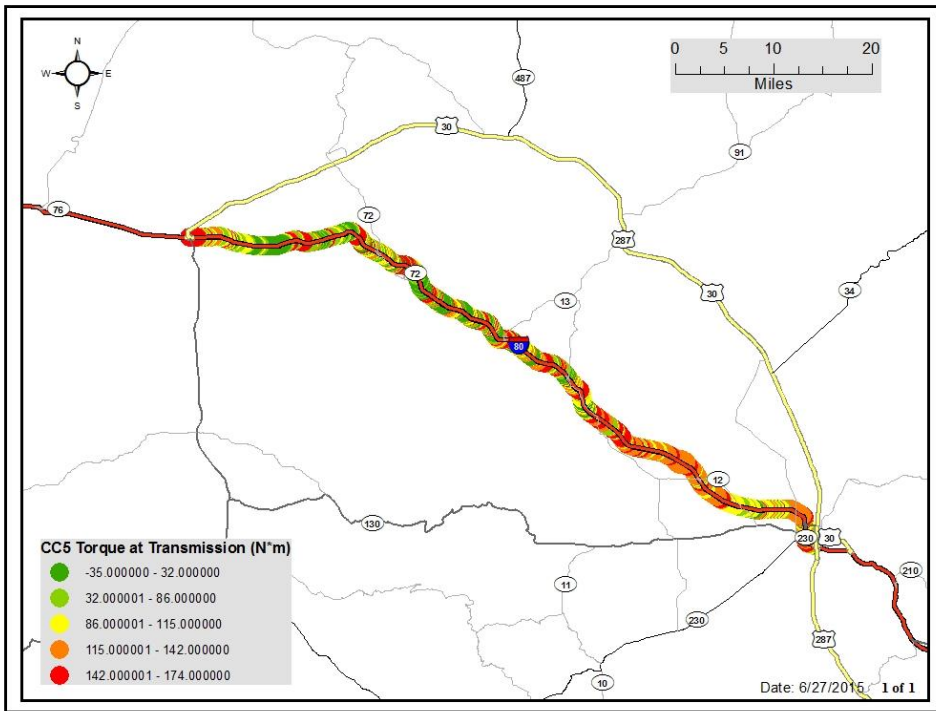 N
W E
S
0 5 10 20
Miles
487
30
91
76
72
287
72
30
34
13
80
12
130
230
30
11
210
230
287
10
CC5 Torque at Transmission (N*m)
-35.000000 - 32.000000
32.000001 - 86.000000
86.000001 - 115.000000
115.000001 - 142.000000
142.000001 - 174.000000
Date: 6/27/2015 1 of 1